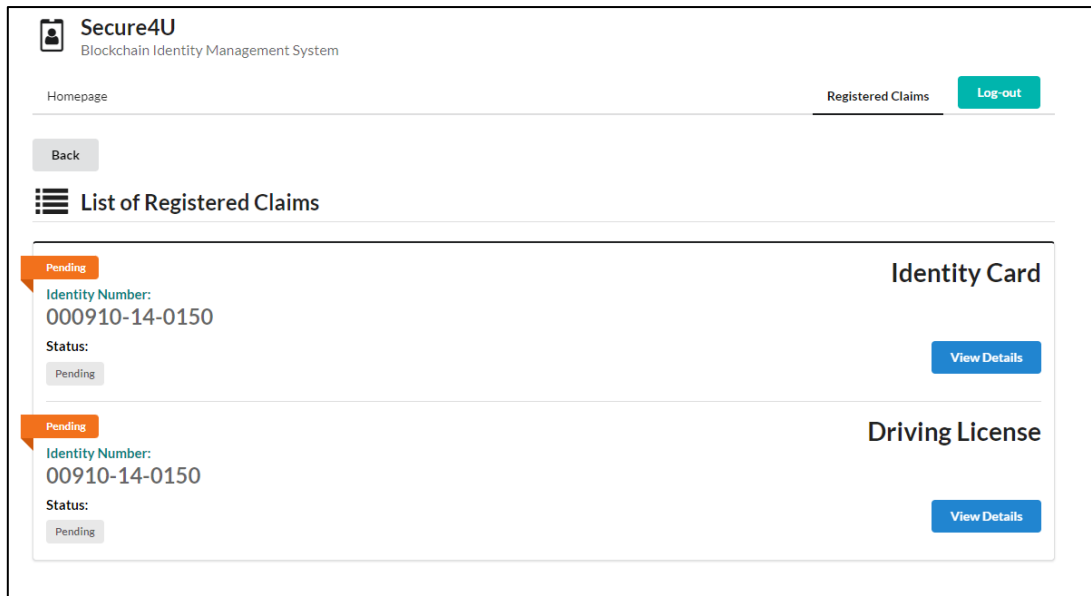 Secure4U
Blockchain Identity Management System
Homepage
Registered Claims
Log-out
Back
List of Registered Claims
Pending
Identity Card
Identity Number:
000910-14-0150
Status:
Pending
View Details
Pending
Driving License
Identity Number:
00910-14-0150
Status:
Pending
View Details